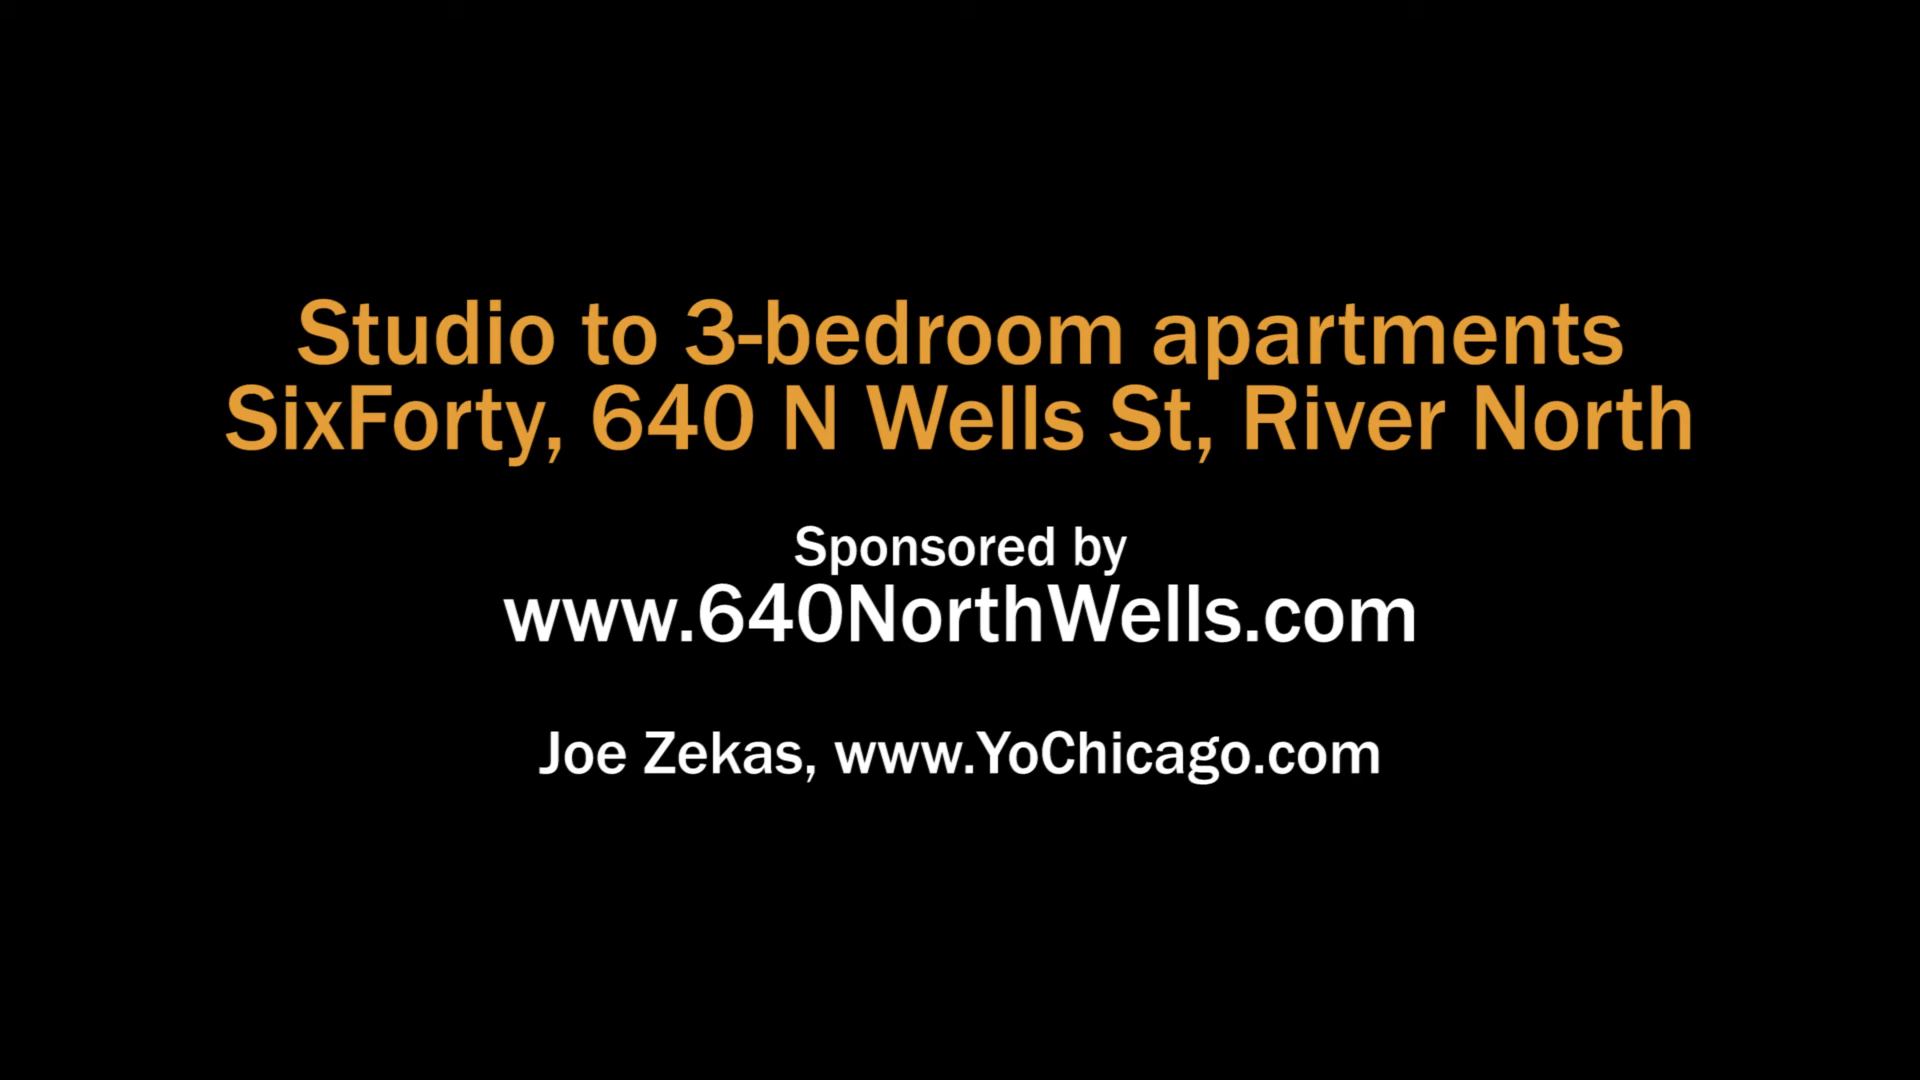 Studio to 3-bedroom apartments
SixForty, 640 N Wells St, River North
Sponsored by
www.640NorthWells.com
Joe Zekas, www.YoChicago.com